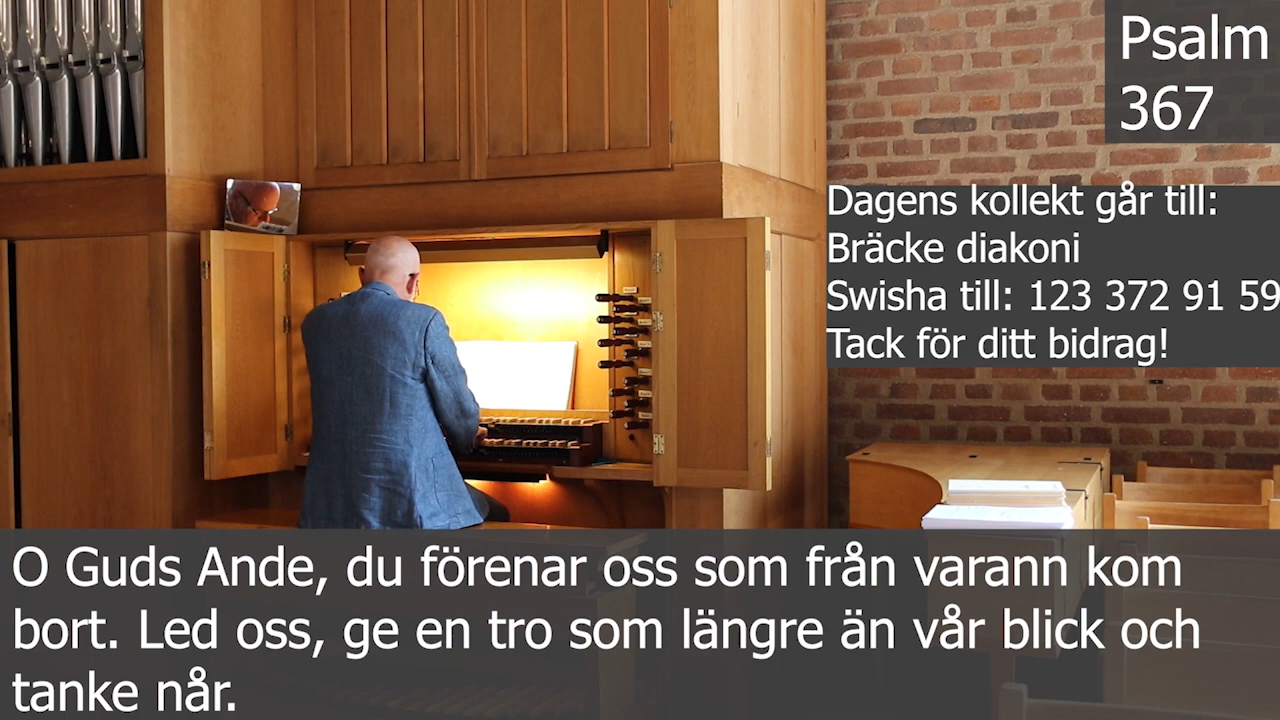 Psalm
367
Dagens kollekt går till:
Bräcke diakoni
Swisha till: 123 372 91 59
Tack för ditt bidrag!
O Guds Ande, du förenar oss som från varann kom
bort. Led oss, ge en tro som längre än vår blick och
tanke når.